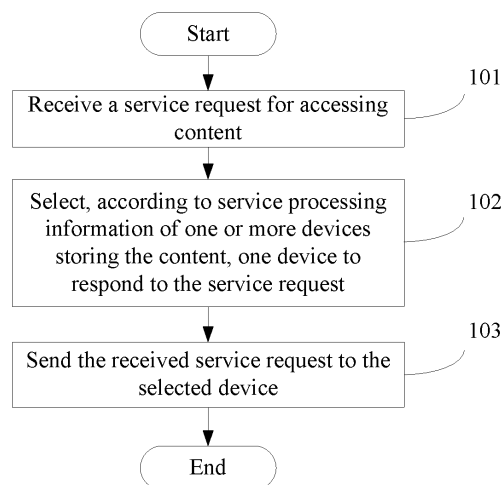 Start
101
Receive a service request for accessing
content
102
Select, according to service processing
information of one or more devices
storing the content, one device to
respond to the service request
103
Send the received service request to the
selected device
End